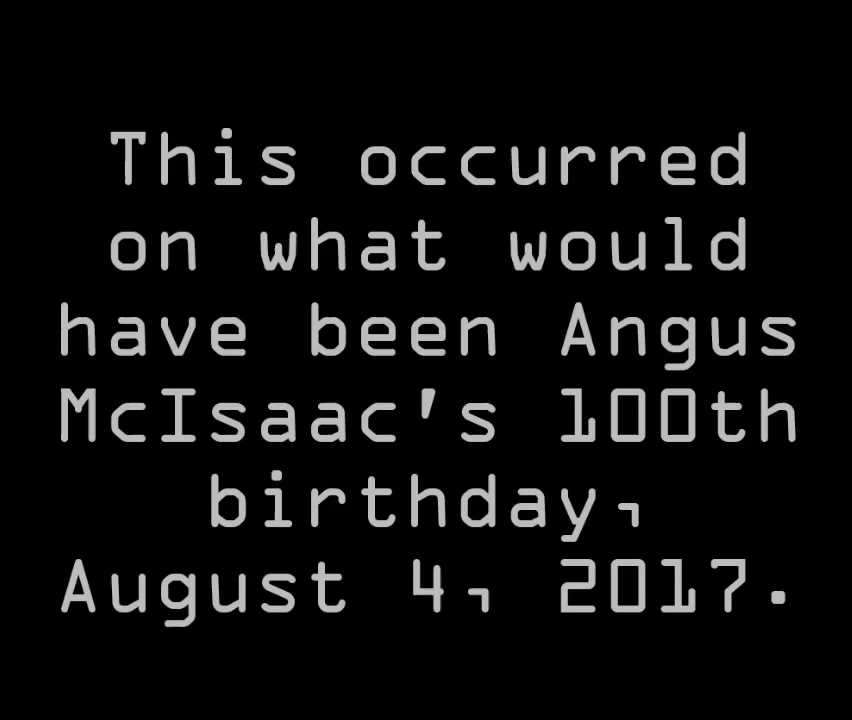 This occurred
on what would
have been Angus
McIsaac's 100th
birthday,
August 4, 2017.